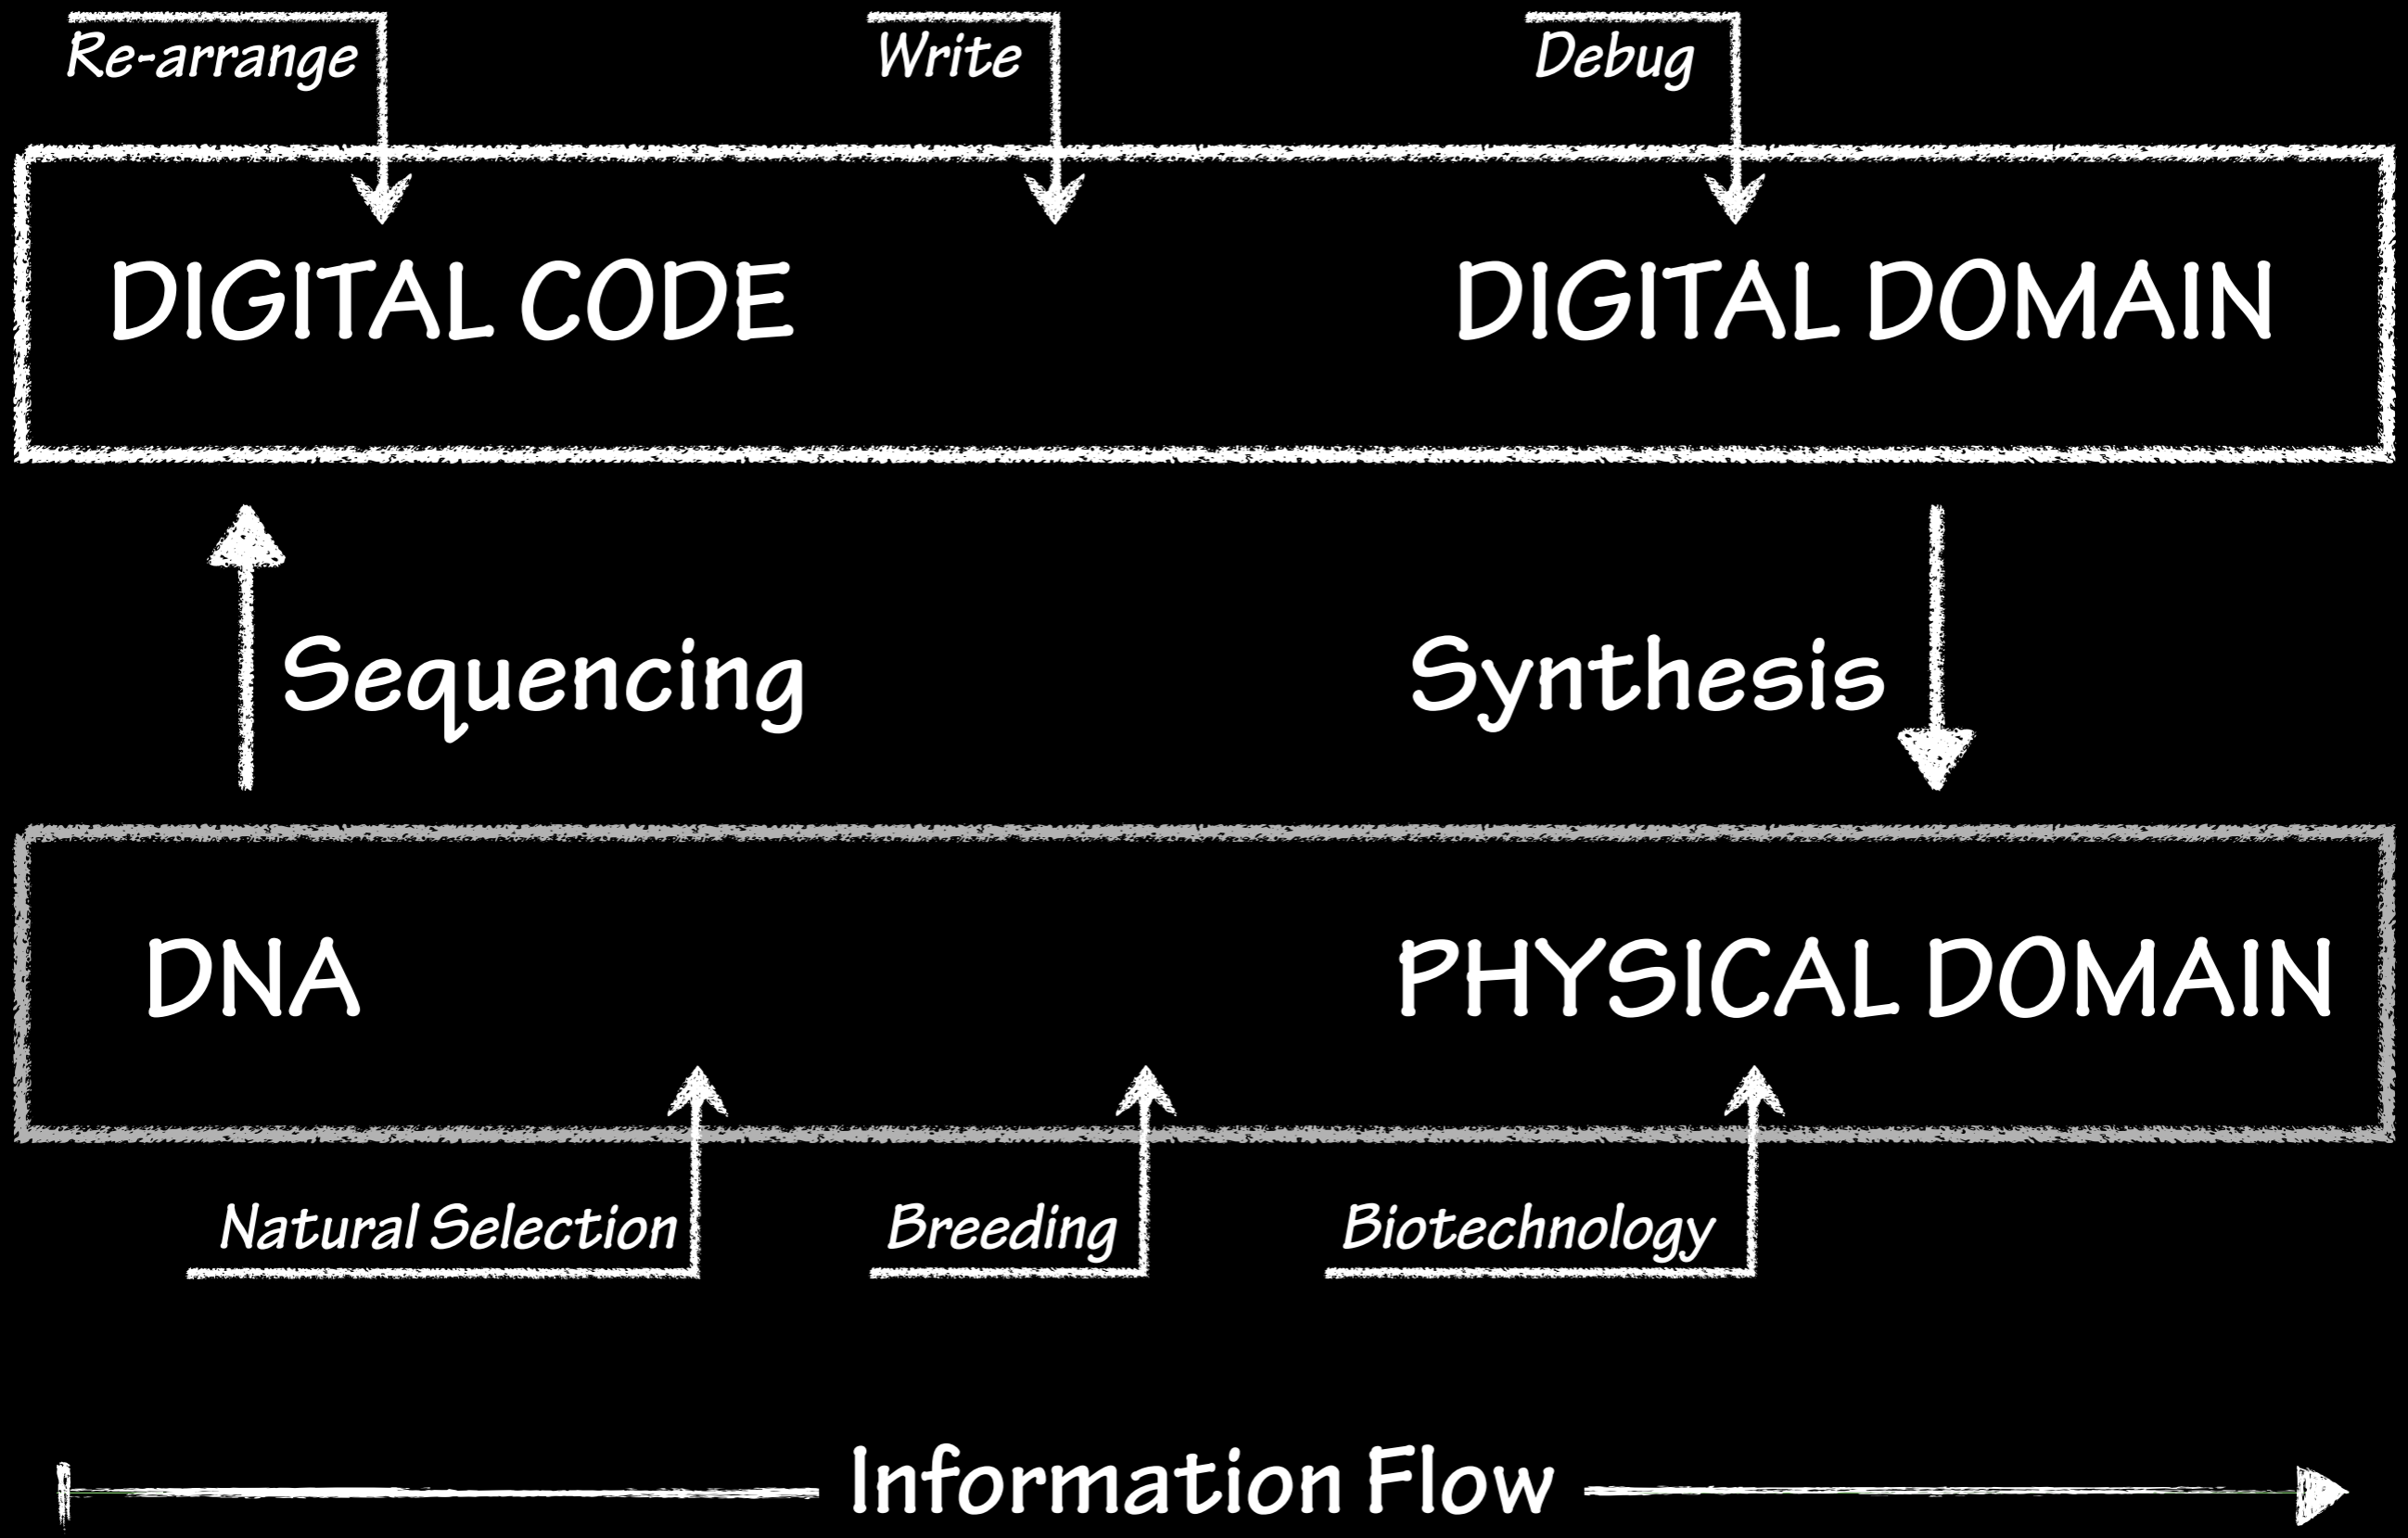 Re-arrange
Write
Debug
DIGITAL CODE
DIGITAL DOMAIN
Sequencing
Synthesis
DNA
PHYSICAL DOMAIN
Natural Selection
Breeding
Biotechnology
Information Flow